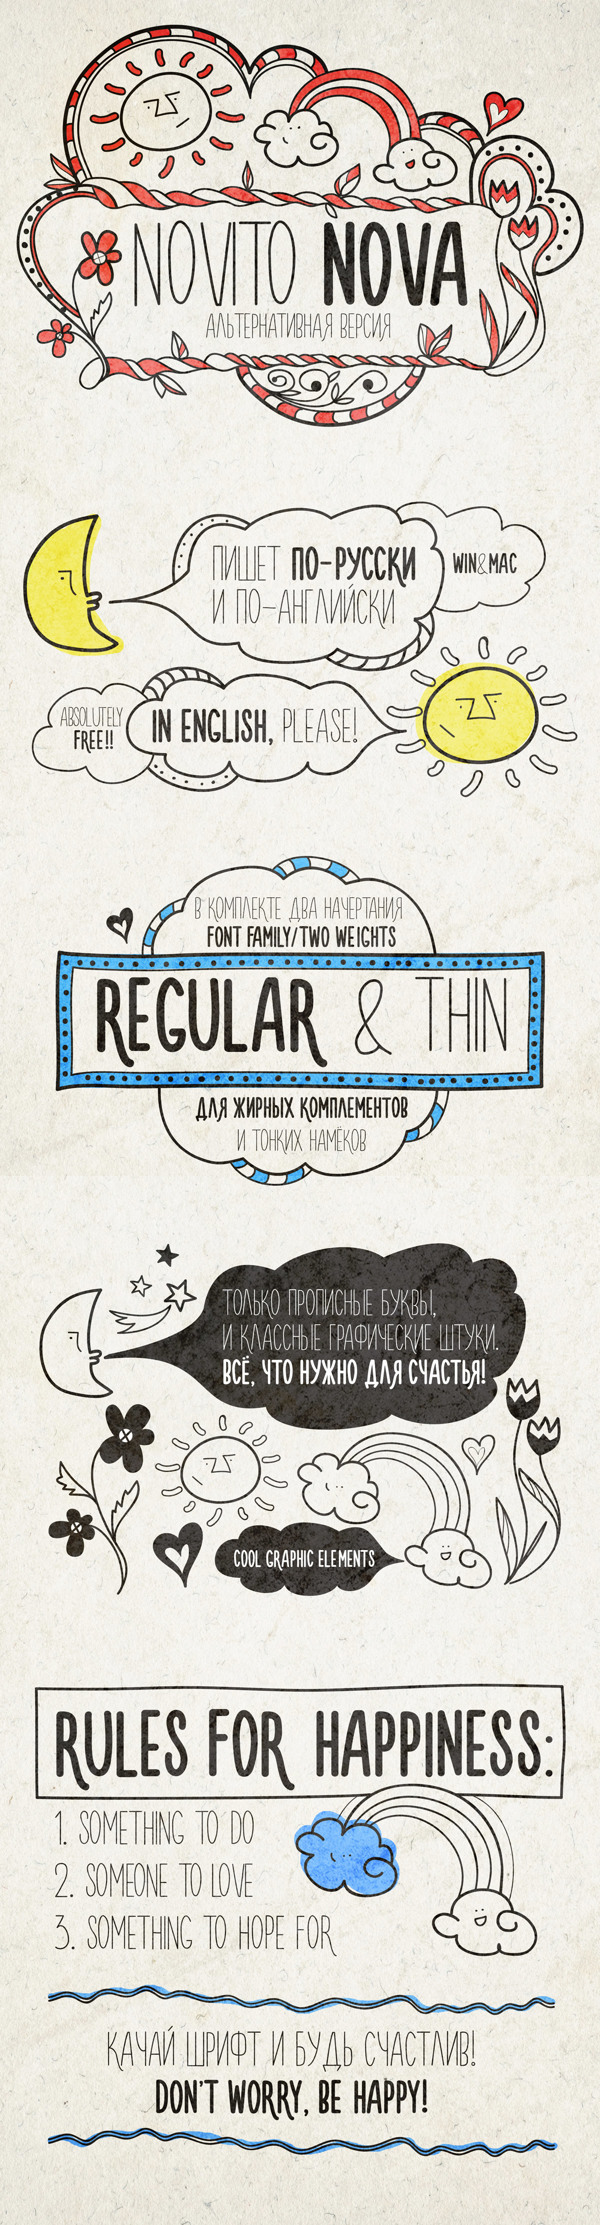 NOVITO NOVA
АЛЬТЕРНАТИВНАЯ ВЕРСИЯ
ПИШЕТ ПО-РУССКИ
И ПО-АНГЛИЙСКИ
WIN&MAC
ABSOLUTELY
FREE!!
IN ENGLISH, PLEASE!
В КОМПЛЕКТЕ ДВА НАЧЕРТАНИЯ
FONT FAMILY/TWO WEIGHTS
REGULAR & THIN
ДЛЯ ЖИРНЫХ КОМПЛЕМЕНТОВ
И ТОНКИХ НАМЁКОВ
ТОЛЬКО ПРОПИСНЫЕ БУКВЫ,
И КЛАССНЫЕ ГРАФИЧЕСКИЕ ШТУКИ.
ВСЁ, ЧТО НУЖНО ДЛЯ СЧАСТЬЯ!
COOL GRAPHIC ELEMENTS
RULES FOR HAPPINESS:
1. SOMETHING TO DO
2. SOMEONE TO LOVE
3. SOMETHING TO HOPE FOR
КАЧАЙ ШРИФТ И БУДЬ СЧАСТЛИВ!
DON'T WORRY, BE HAPPY!